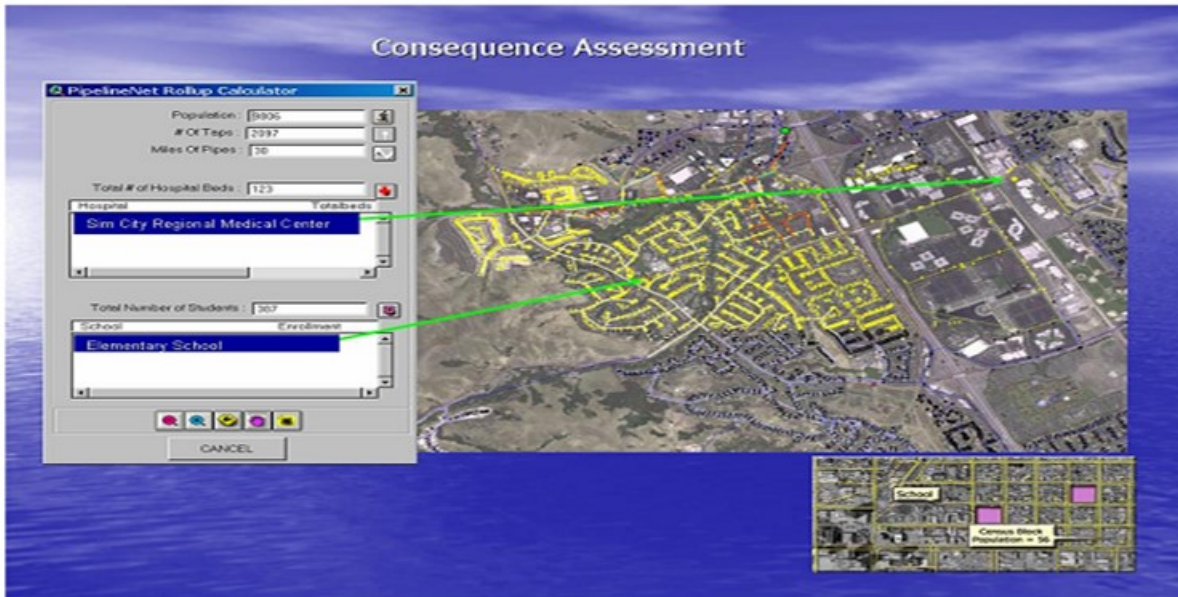 Consequence Assessment
PipelineNet Rollup Calculator
Population : 9806
# Of Taps : 2097
Miles Of Pipes : 30
Total # of Hospital Beds : 123
Hospital Totalbeds
Sim City Regional Medical Center
Total Number of Students : 387
School Enrollment
Elementary School
CANCEL
School
Census Block
Population = 56